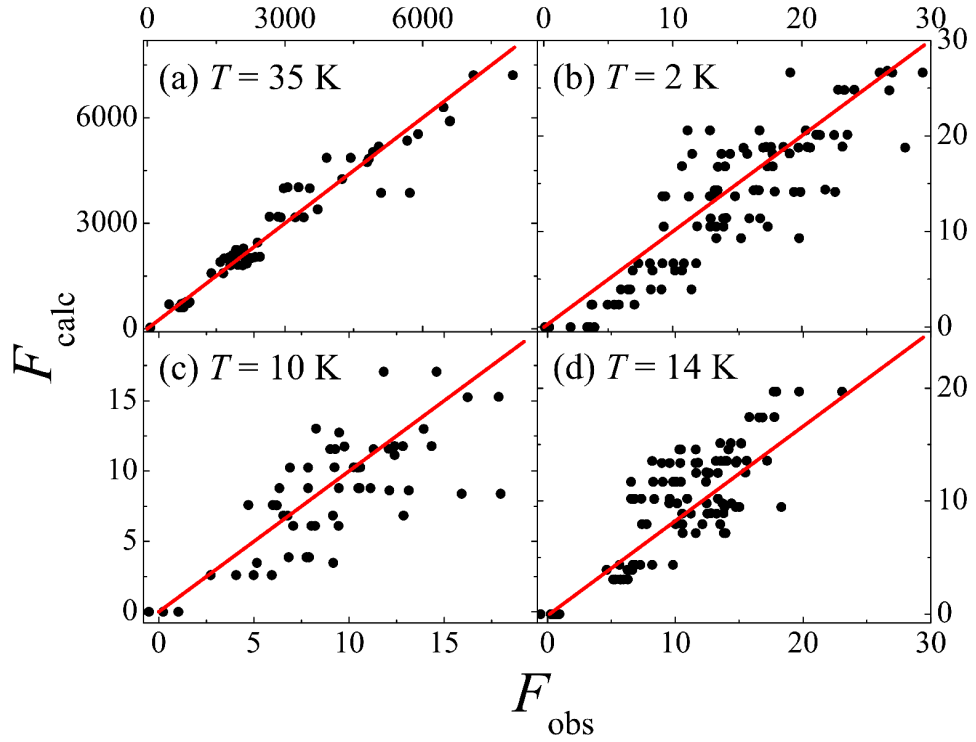 0 3000 6000 0 10 20 30
(a) T = 35 K
(b) T = 2 K
30
6000
20
3000
10
0
0
F calc
(c) T = 10 K
(d) T = 14 K
15
20
10
10
5
0
0
0 5 10 15 0 10 20 30
F obs